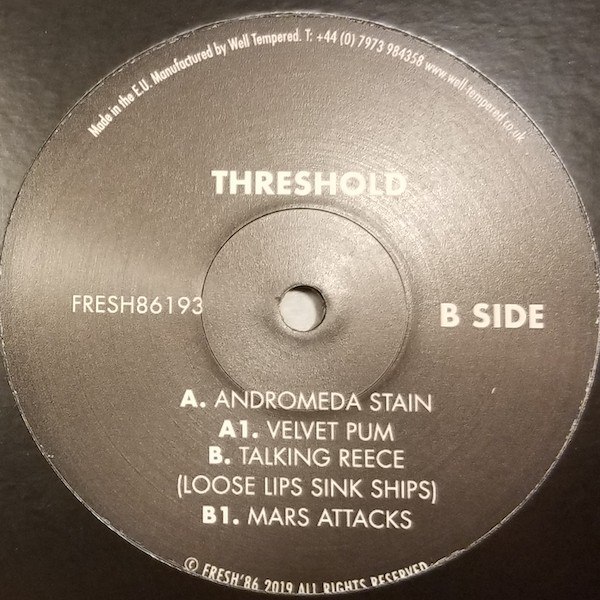 Made in the E.U. Manufactured by Well Tempered. T: +44 (0) 7973 984358 www.well-tempered.co.uk
THRESHOLD
FRESH86193
B SIDE
A. ANDROMEDA STAIN
A1. VELVET PUM
B. TALKING REECE
(LOOSE LIPS SINK SHIPS)
B1. MARS ATTACKS
© FRESH'86 2019 ALL RIGHTS RESERVED